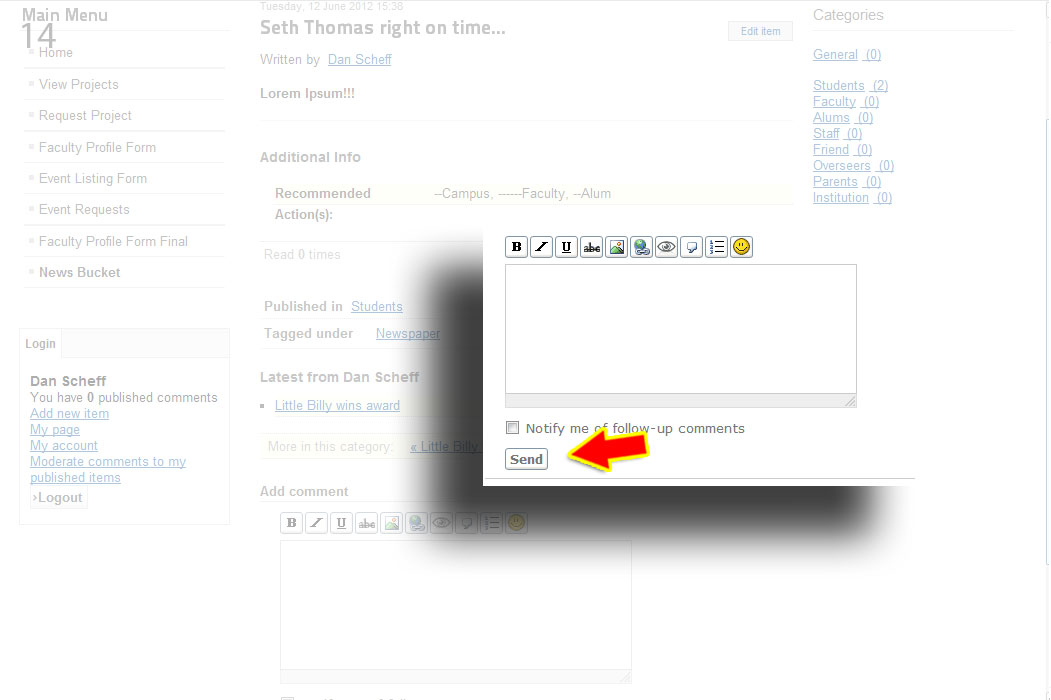 Main Menu
14
Home
View Projects
Request Project
Faculty Profile Form
Event Listing Form
Event Requests
Faculty Profile Form Final
News Bucket
Login
Dan Scheff
You have 0 published comments
Add new item
My page
My account
Moderate comments to my
published items
›Logout
Tuesday, 12 June 2012 15:38
Seth Thomas right on time...
Edit item
Written by Dan Scheff
Lorem Ipsum!!!
Additional Info
Recommended --Campus, ------Faculty, --Alum
Action(s):
Read 0 times
Published in Students
Tagged under Newspaper
Latest from Dan Scheff
Little Billy wins award
More in this category: « Little Billy
Add comment
B I U abc
B I U abc
Notify me of follow-up comments
Send
Categories
General (0)
Students (2)
Faculty (0)
Alums (0)
Staff (0)
Friend (0)
Overseers (0)
Parents (0)
Institution (0)